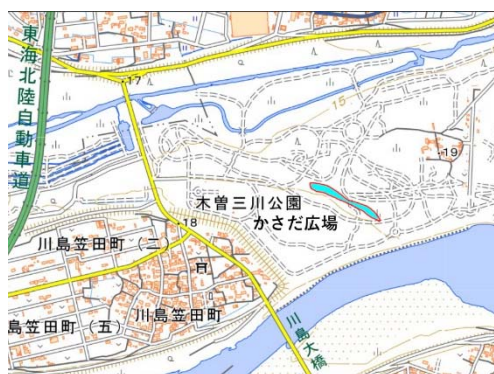 東海北陸自動車道
17
15
19
木曽三川公園
かさだ広場
18
川島笠田町（二）
川島笠田町
島笠田町（五）
川島大橋